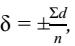 δ = ±Σd/n,